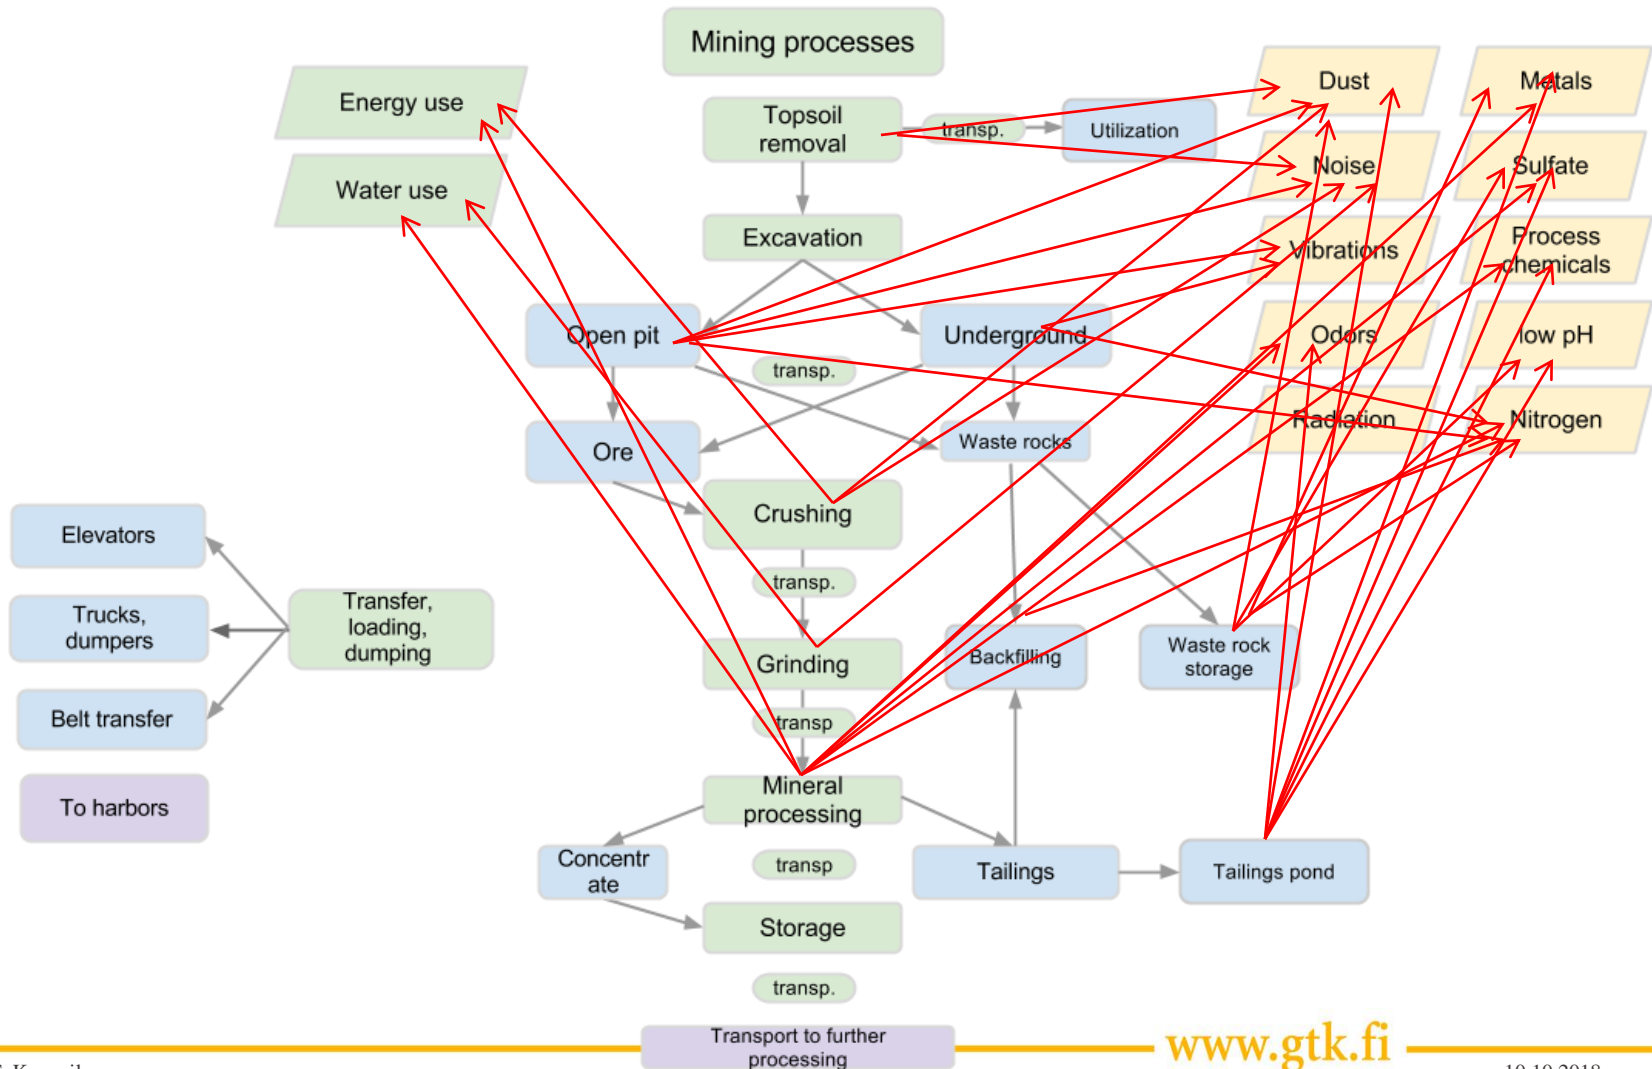 Mining processes
Energy use
Water use
Topsoil
removal
transp.
Utilization
Excavation
Open pit
Underground
transp.
Ore
Waste rocks
Crushing
transp.
Grinding
Backfilling
Waste rock
storage
transp
Mineral
processing
Concentr
ate
transp
Tailings
Tailings pond
Storage
transp.
Transport to further
processing
Elevators
Trucks,
dumpers
Belt transfer
To harbors
Transfer,
loading,
dumping
Dust
Metals
Noise
Sulfate
Vibrations
Process
chemicals
Odors
low pH
Radiation
Nitrogen
www.gtk.fi
10.10.2018